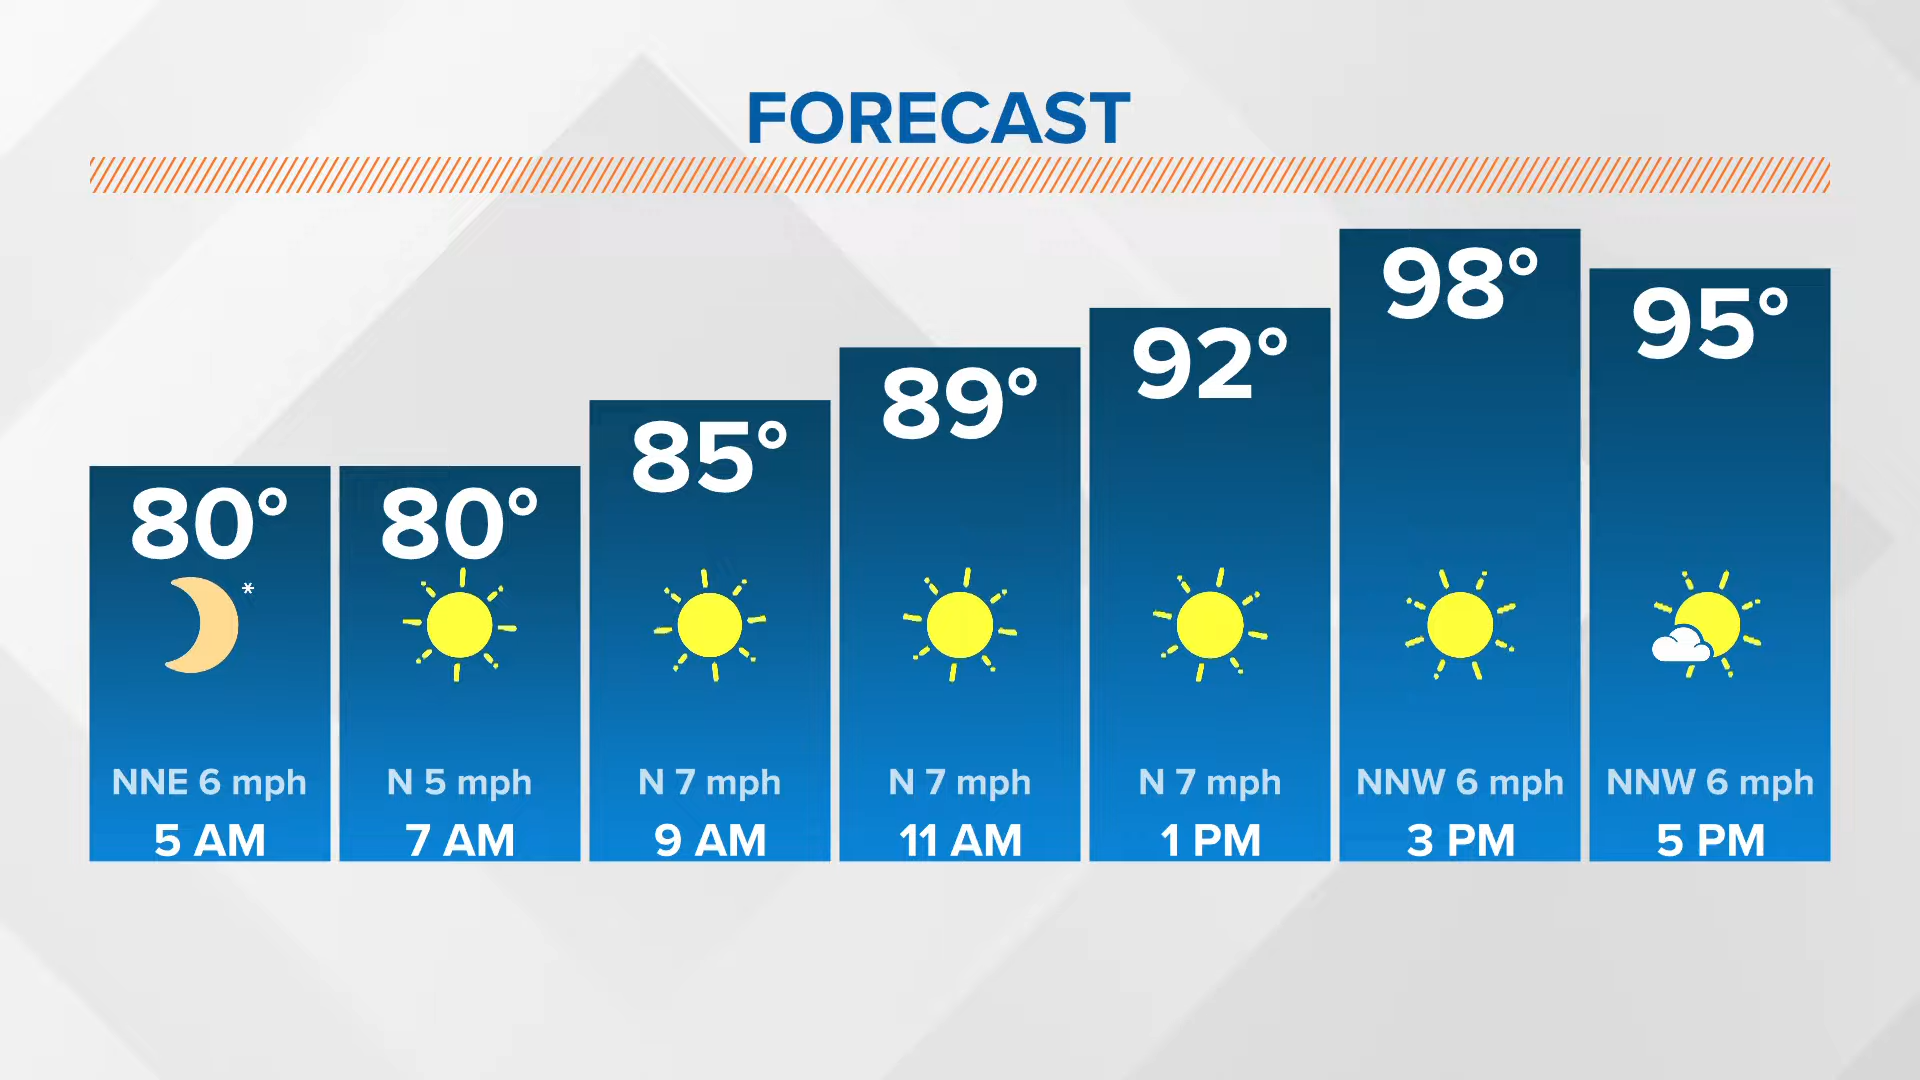 FORECAST
80° 80° 85° 89° 92° 98° 95°
NNE 6 mph N 5 mph N 7 mph N 7 mph N 7 mph NNW 6 mph NNW 6 mph
5 AM 7 AM 9 AM 11 AM 1 PM 3 PM 5 PM